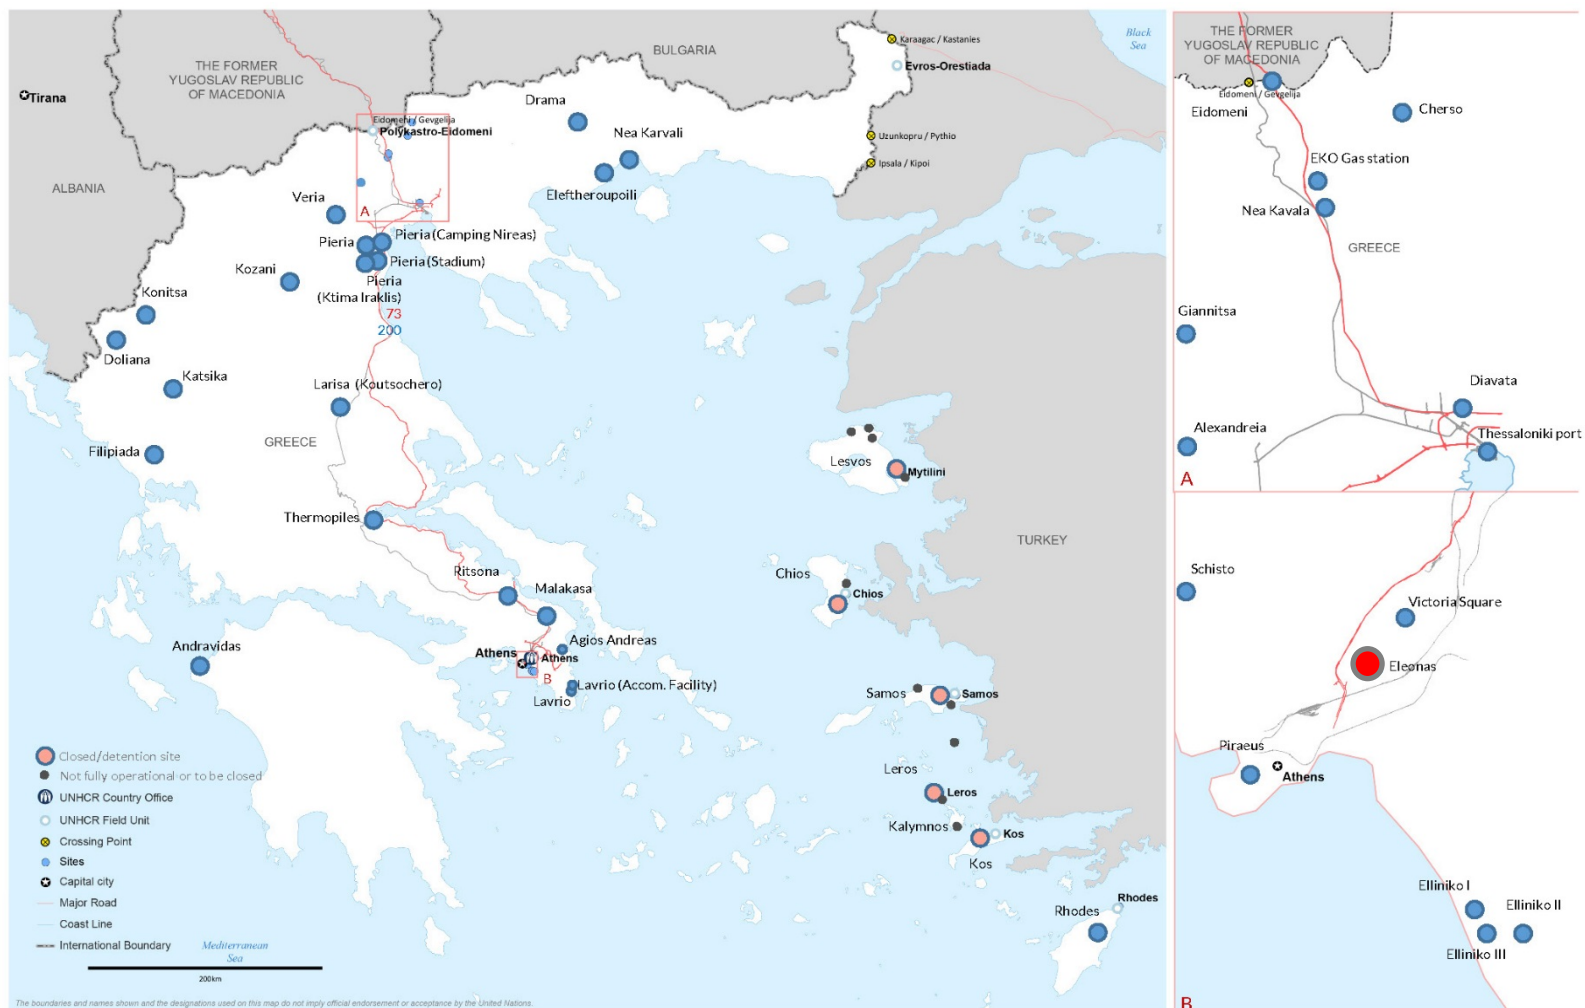 BULGARIA
Black
Sea
Karaagac / Kastanies
Evros-Orestiada
THE FORMER
YUGOSLAV REPUBLIC
OF MACEDONIA
Tirana
Drama
Eidomeni / Gevgelija
Polykastro-Eidomeni
Nea Karvali
Uzunkopru / Pythio
Ipsala / Kipoi
ALBANIA
Veria
A
Eleftheroupoili
Pieria
Pieria (Camping Nireas)
Pieria (Stadium)
Kozani
Pieria
(Ktima Iraklis)
73
200
Konitsa
Doliana
Katsika
Larisa (Koutsochero)
GREECE
Filipiada
Lesvos
Mytilini
Thermopiles
TURKEY
Ritsona
Malakasa
Chios
Chios
Andravidas
Agios Andreas
Athens
Athens
B
Lavrio (Accom. Facility)
Lavrio
Samos
Samos
Leros
Leros
Kalymnos
Kos
Kos
Rhodes
Rhodes
Closed/detention site
Not fully operational or to be closed
UNHCR Country Office
UNHCR Field Unit
Crossing Point
Sites
Capital city
Major Road
Coast Line
International Boundary
Mediterranean
Sea
200km
The boundaries and names shown and the designations used on this map do not imply official endorsement or acceptance by the United Nations.
THE FORMER
YUGOSLAV REPUBLIC
OF MACEDONIA
Eidomeni / Gevgelija
Eidomeni
Cherso
EKO Gas station
Nea Kavala
GREECE
Giannitsa
Diavata
Alexandreia
Thessaloniki port
A
Schisto
Victoria Square
Eleonas
Piraeus
Athens
Elliniko I
Elliniko II
Elliniko III
B